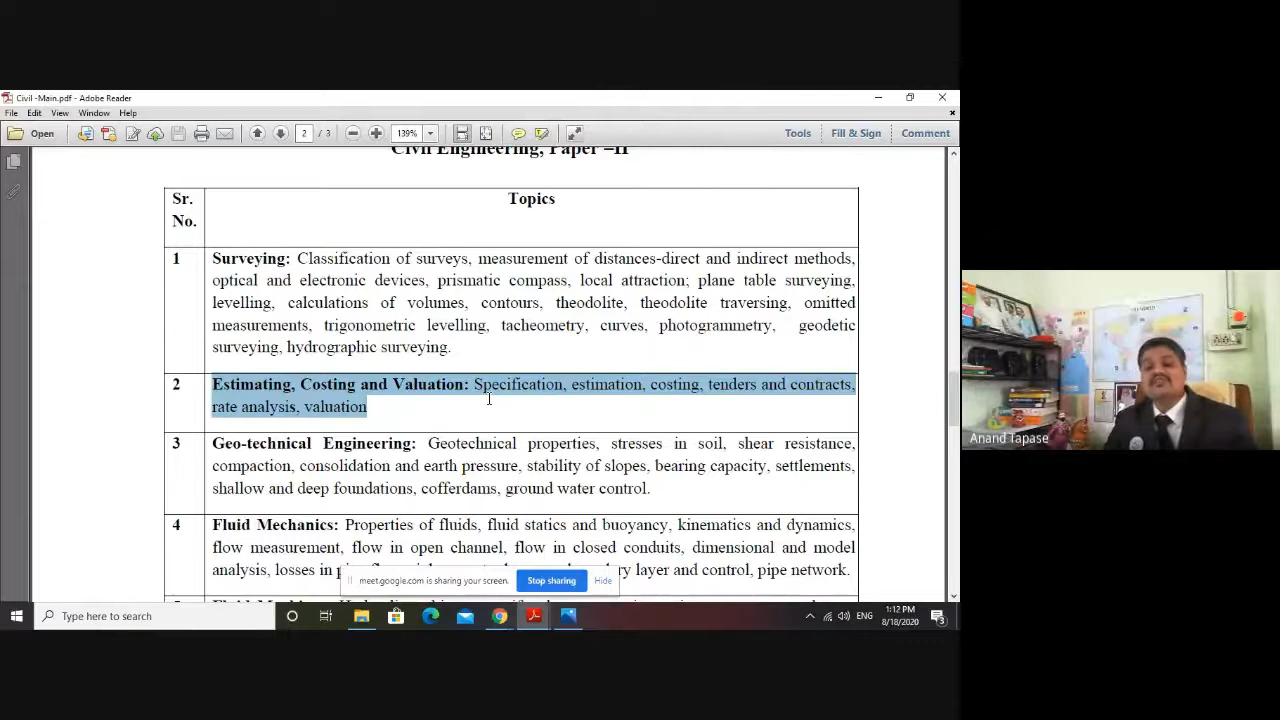 Civil -Main.pdf - Adobe Reader
File Edit View Window Help
Open 2 / 3 139% Tools Fill & Sign Comment
Civil Engineering, Paper –II
Sr. No. Topics
1 Surveying: Classification of surveys, measurement of distances-direct and indirect methods,
optical and electronic devices, prismatic compass, local attraction; plane table surveying,
levelling, calculations of volumes, contours, theodolite, theodolite traversing, omitted
measurements, trigonometric levelling, tacheometry, curves, photogrammetry, geodetic
surveying, hydrographic surveying.
2 Estimating, Costing and Valuation: Specification, estimation, costing, tenders and contracts,
rate analysis, valuation
3 Geo-technical Engineering: Geotechnical properties, stresses in soil, shear resistance,
compaction, consolidation and earth pressure, stability of slopes, bearing capacity, settlements,
shallow and deep foundations, cofferdams, ground water control.
Anand Tapase
4 Fluid Mechanics: Properties of fluids, fluid statics and buoyancy, kinematics and dynamics,
flow measurement, flow in open channel, flow in closed conduits, dimensional and model
analysis, losses in layer and control, pipe network.
meet.google.com is sharing your screen. Stop sharing Hide
Type here to search
ENG
1:12 PM
8/18/2020
3